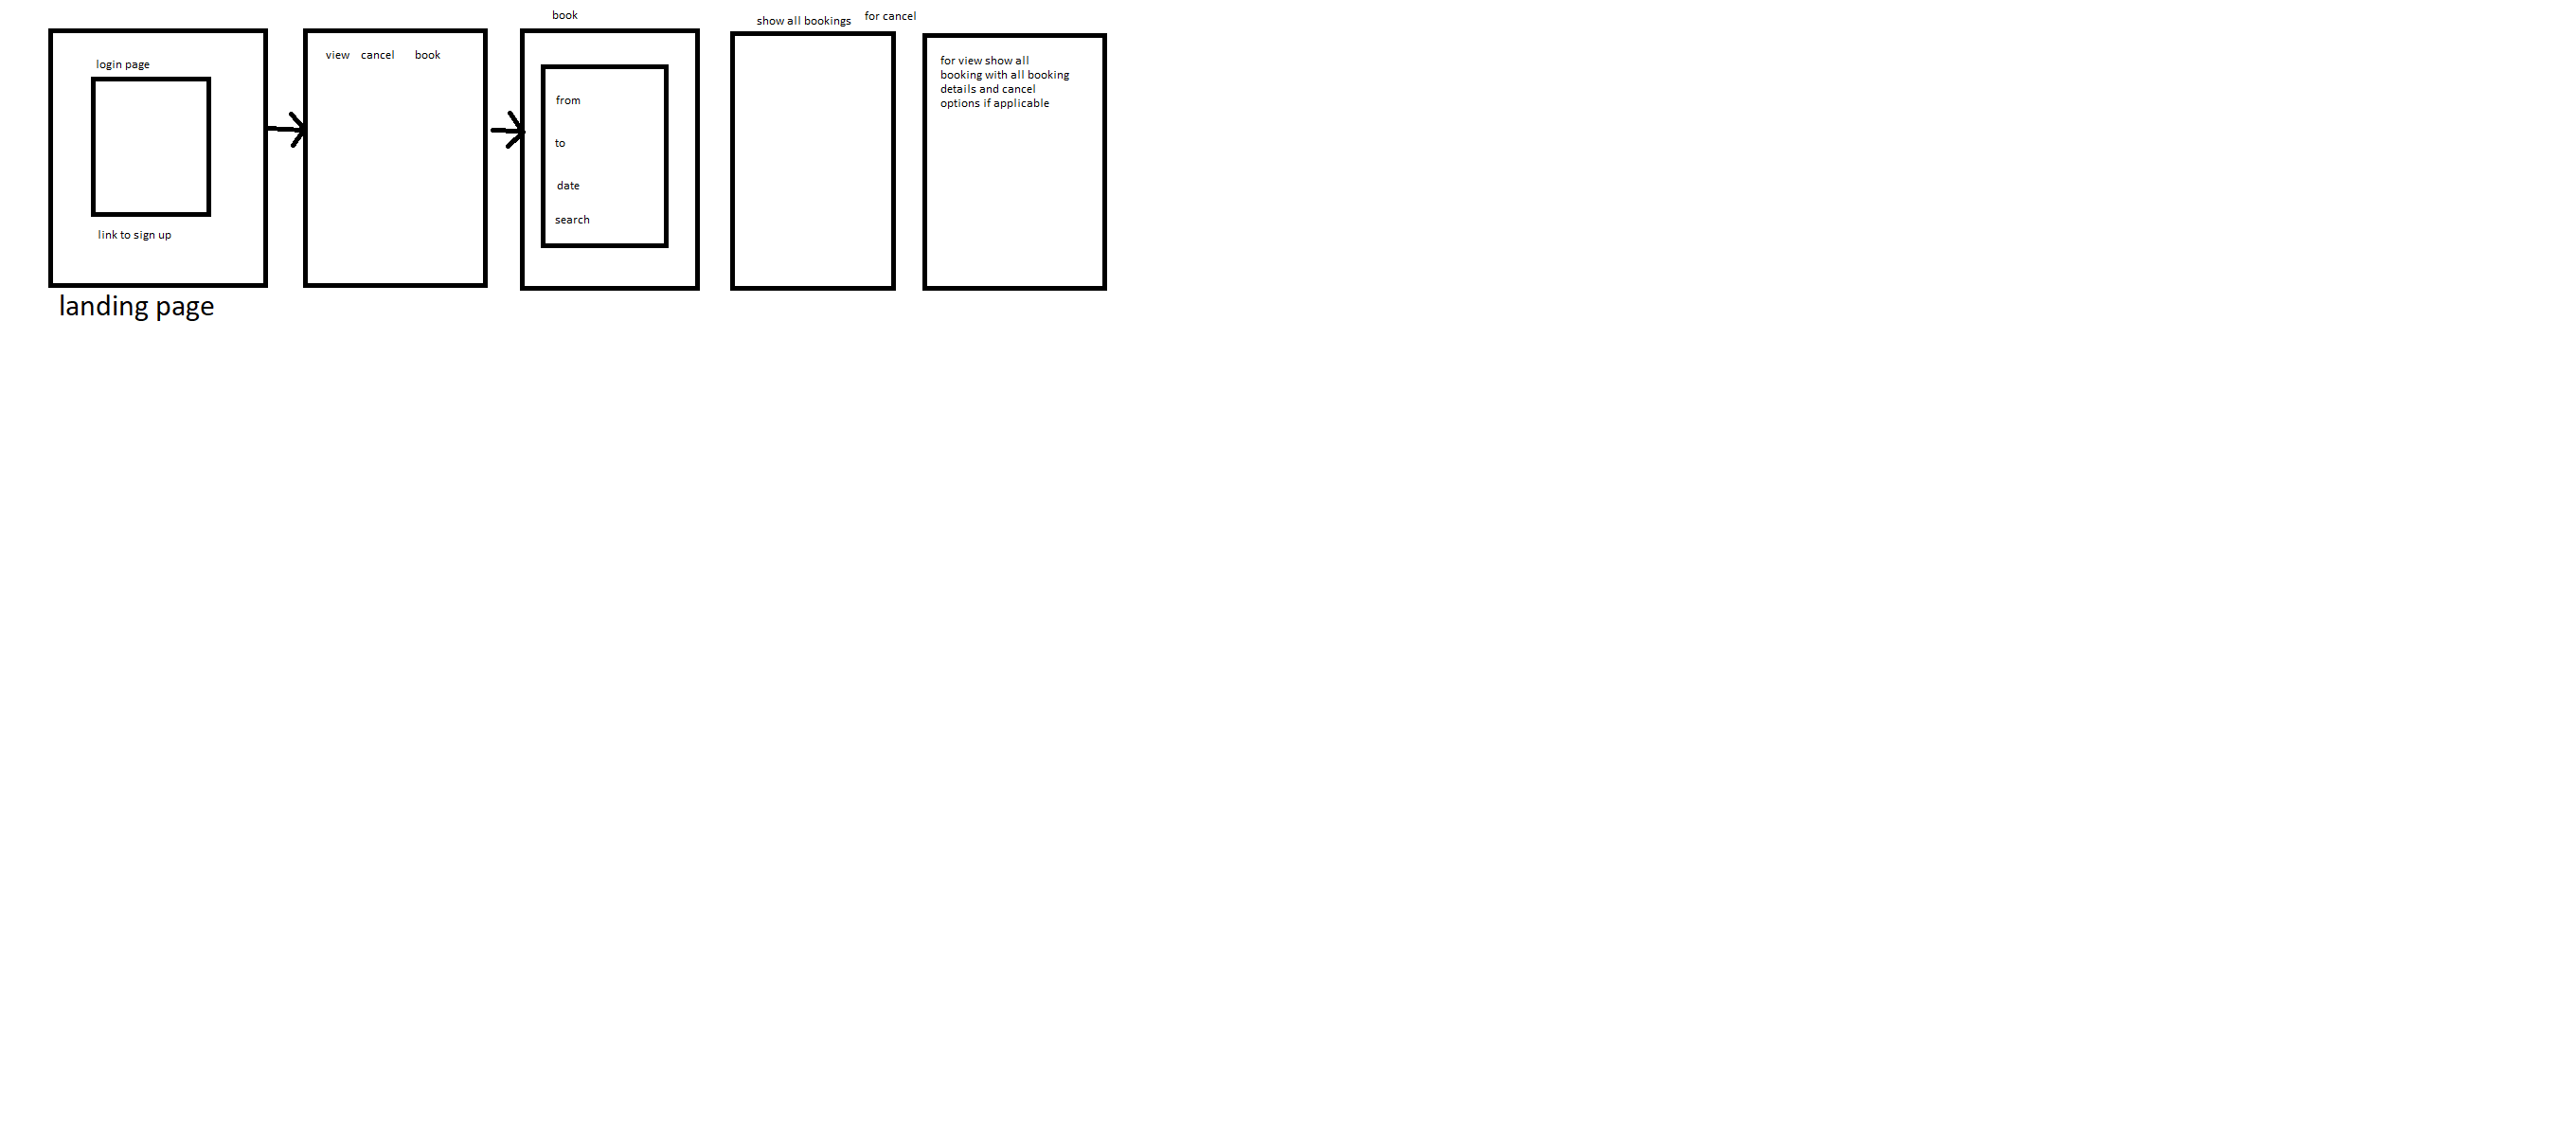 login page
link to sign up
landing page
view cancel book
book
from
to
date
search
show all bookings for cancel
for view show all
booking with all booking
details and cancel
options if applicable